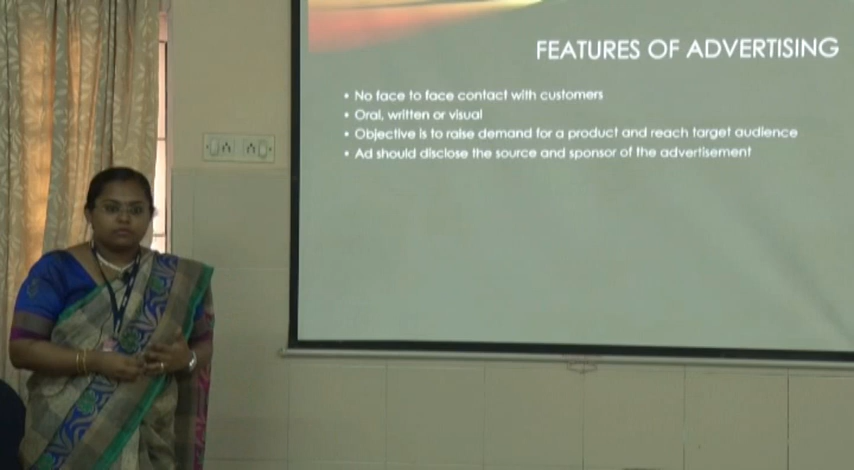 FEATURES OF ADVERTISING
• No face to face contact with customers
• Oral, written or visual
• Objective is to raise demand for a product and reach target audience
• Ad should disclose the source and sponsor of the advertisement